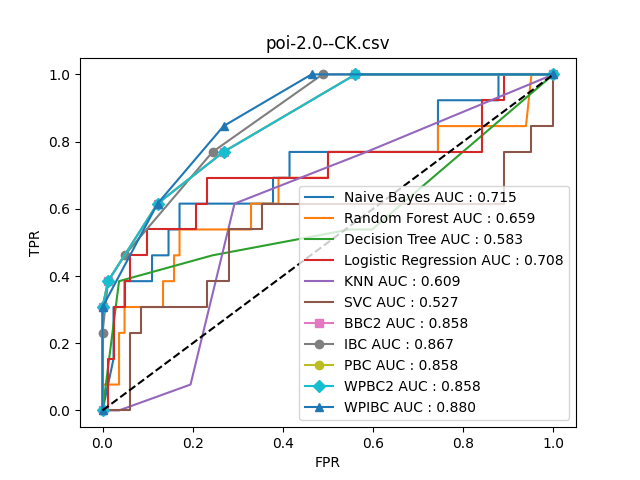 poi-2.0--CK.csv
1.0
0.8
0.6
0.4
0.2
0.0
TPR
Naive Bayes AUC : 0.715
Random Forest AUC : 0.659
Decision Tree AUC : 0.583
Logistic Regression AUC : 0.708
KNN AUC : 0.609
SVC AUC : 0.527
BBC2 AUC : 0.858
IBC AUC : 0.867
PBC AUC : 0.858
WPBC2 AUC : 0.858
WPIBC AUC : 0.880
0.0 0.2 0.4 0.6 0.8 1.0
FPR